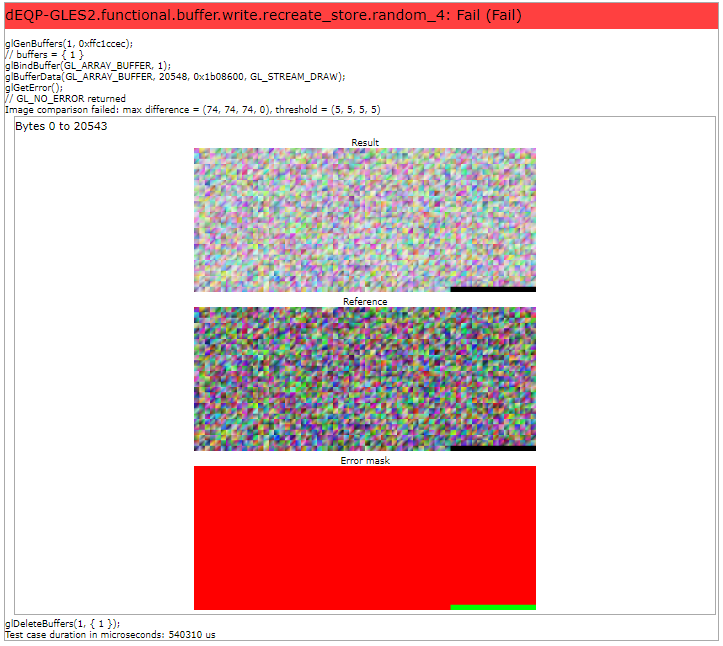 dEQP-GLES2.functional.buffer.write.recreate_store.random_4: Fail (Fail)
glGenBuffers(1, 0xffc1ccec);
// buffers = { 1 }
glBindBuffer(GL_ARRAY_BUFFER, 1);
glBufferData(GL_ARRAY_BUFFER, 20548, 0x1b08600, GL_STREAM_DRAW);
glGetError();
// GL_NO_ERROR returned
Image comparison failed: max difference = (74, 74, 74, 0), threshold = (5, 5, 5, 5)
Bytes 0 to 20543
Result
Reference
Error mask
glDeleteBuffers(1, { 1 });
Test case duration in microseconds: 540310 us